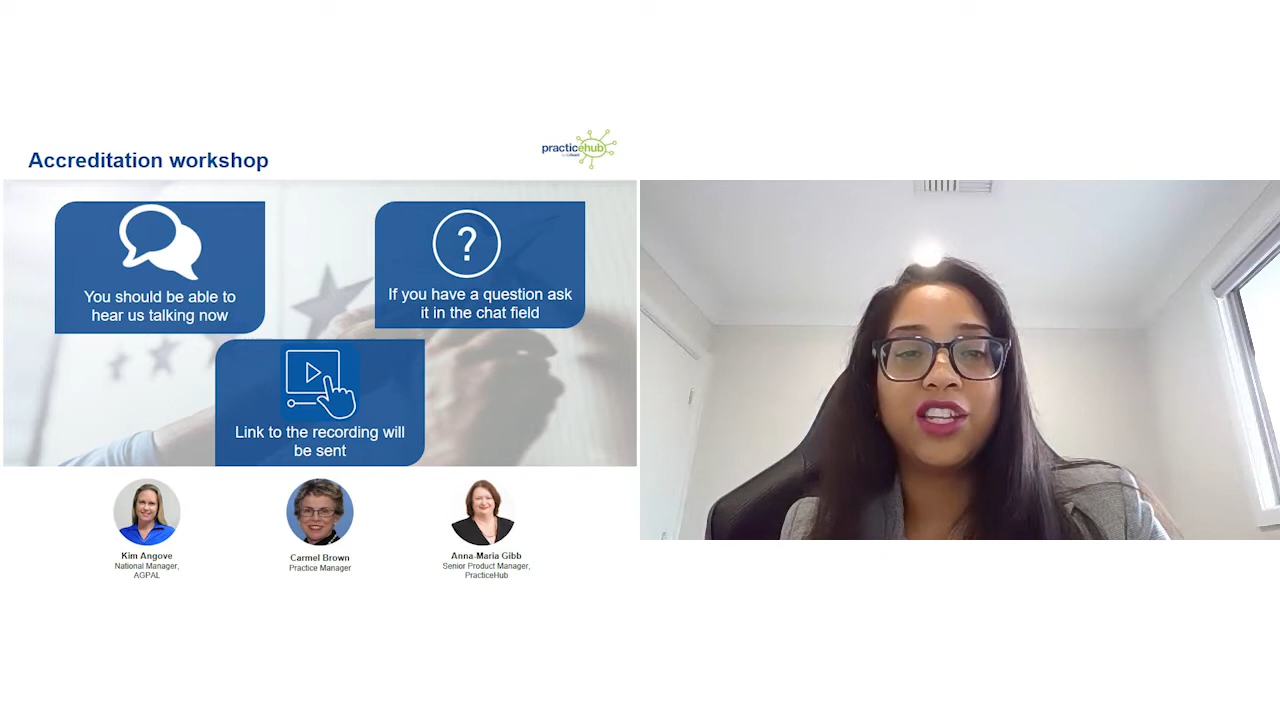 Accreditation workshop
practicehub
You should be able to
hear us talking now
?
If you have a question ask
it in the chat field
Link to the recording will
be sent
Kim Angove
National Manager,
AGPAL
Carmel Brown
Practice Manager
Anna-Maria Gibb
Senior Product Manager,
PracticeHub